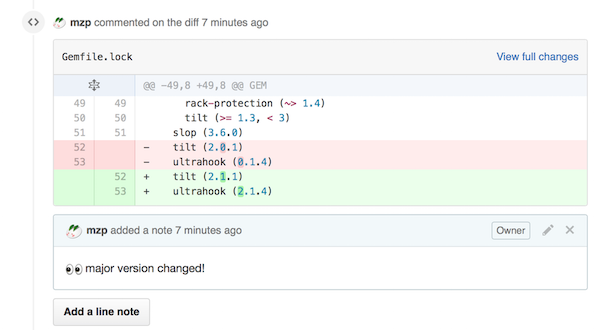 mzp commented on the diff 7 minutes ago
Gemfile.lock View full changes
@@ -49,8 +49,8 @@ GEM
49 49 rack-protection (~> 1.4)
50 50 tilt (>= 1.3, < 3)
51 51 slop (3.6.0)
52 - tilt (2.0.1)
53 - ultrahook (0.1.4)
52 + tilt (2.1.1)
53 + ultrahook (2.1.4)
mzp added a note 7 minutes ago Owner
👀 major version changed!
Add a line note